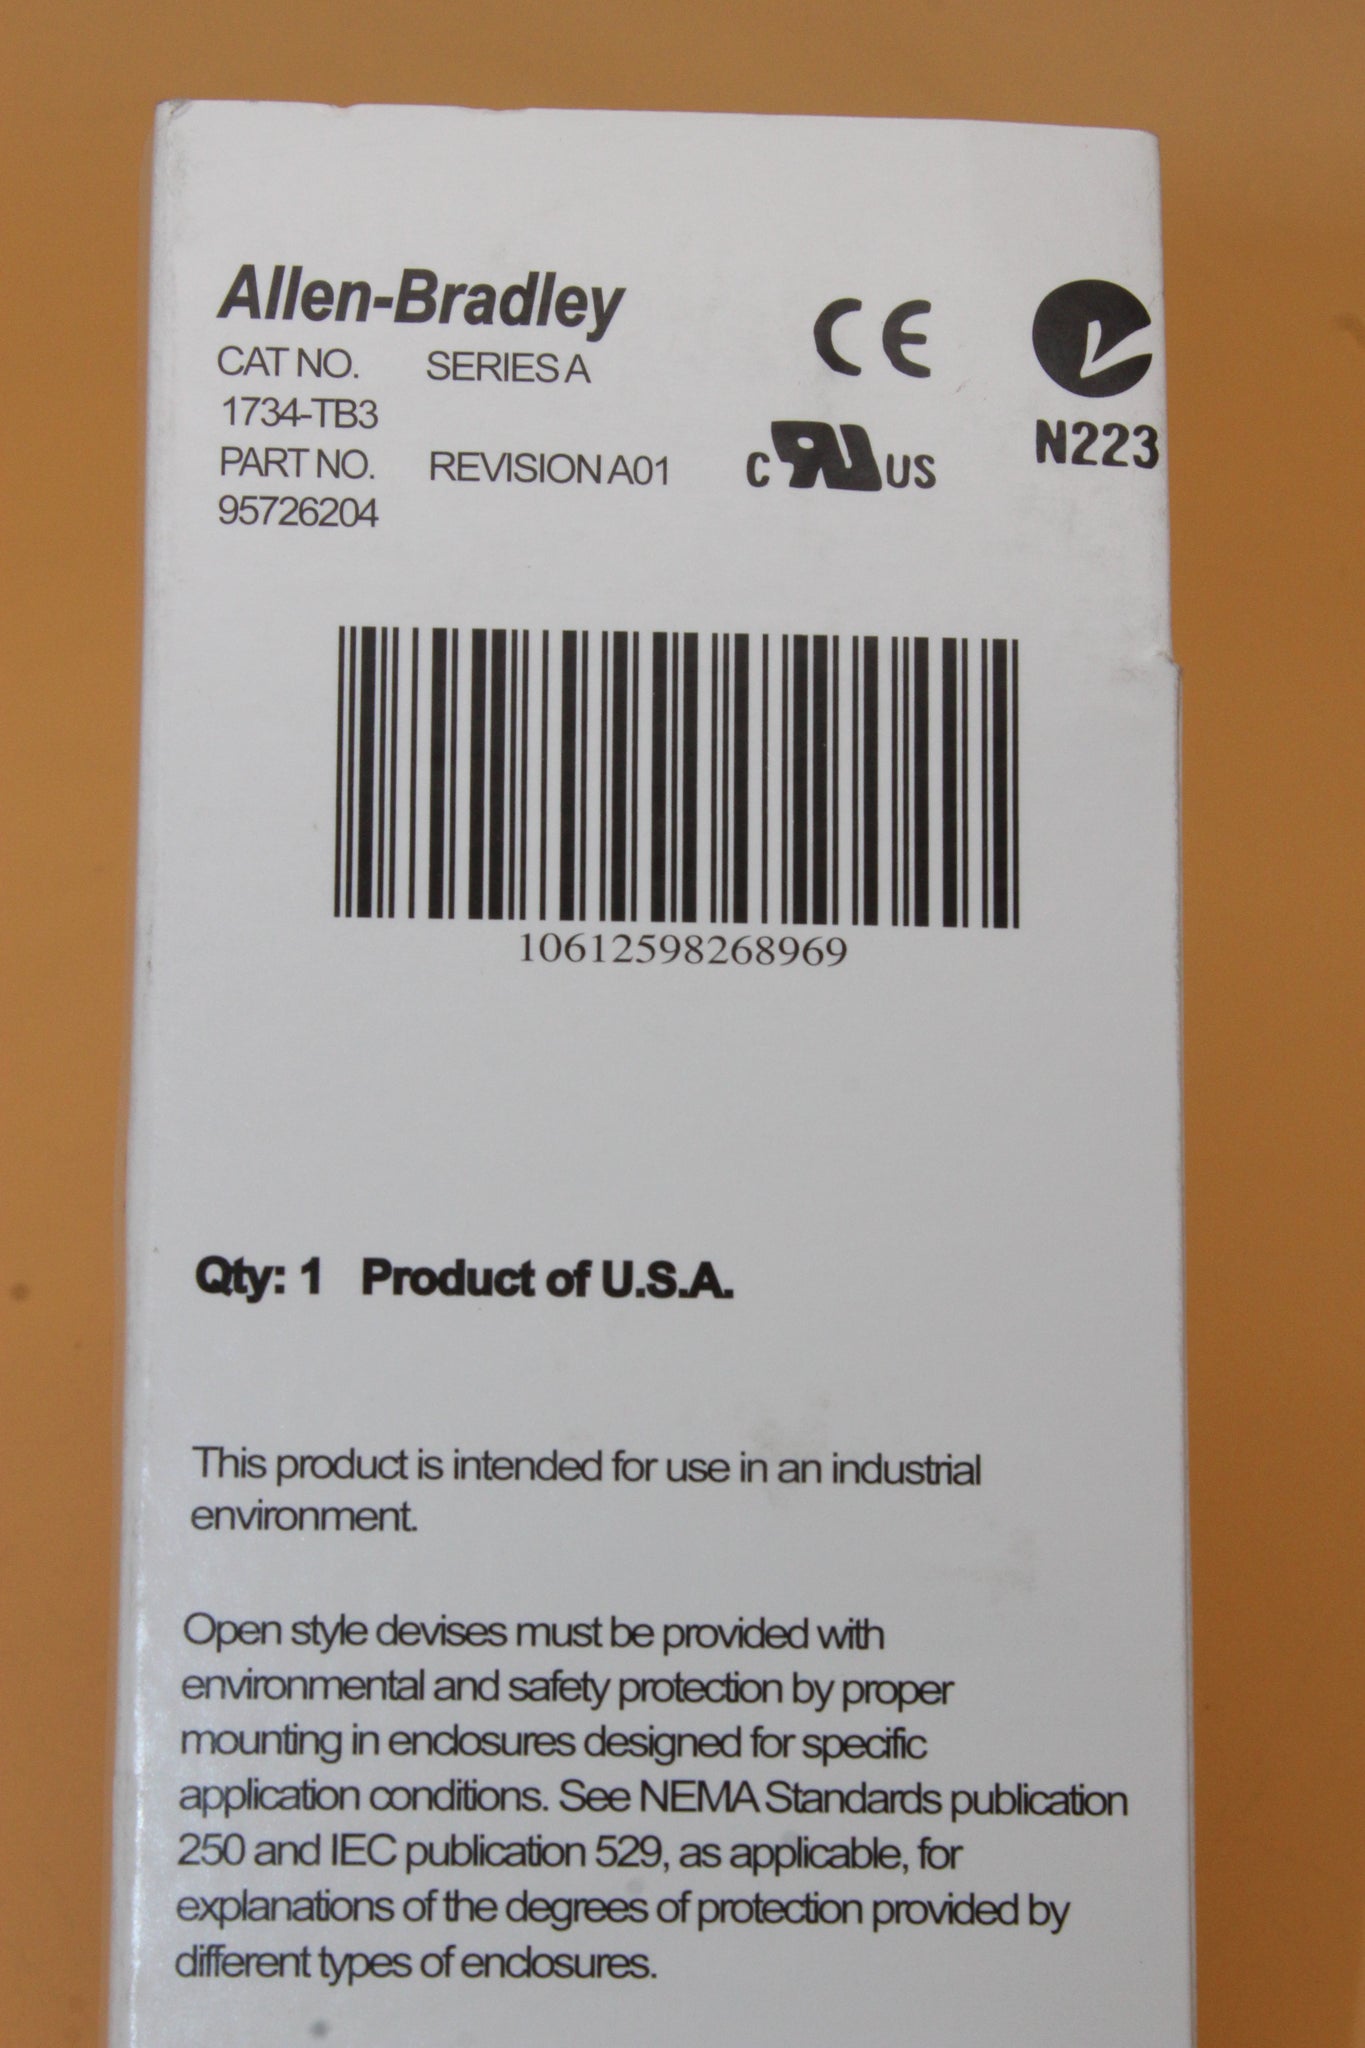 Allen-Bradley
CAT NO. SERIES A
1734-TB3
PART NO. REVISION A01
95726204
CE
C UR US
N223
10612598268969
Qty: 1 Product of U.S.A.
This product is intended for use in an industrial
environment.
Open style devises must be provided with
environmental and safety protection by proper
mounting in enclosures designed for specific
application conditions. See NEMA Standards publication
250 and IEC publication 529, as applicable, for
explanations of the degrees of protection provided by
different types of enclosures.